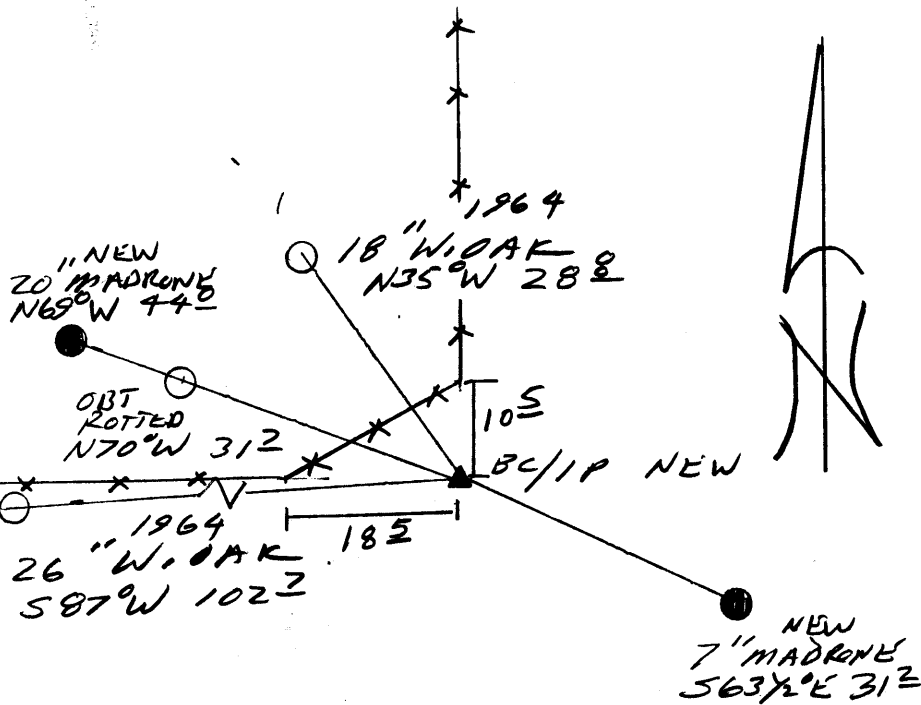 1964
18" W. OAK
N35°W 28 8
NEW
20" MADRONE
N69°W 44 0
OBT
ROTTED
N70°W 31 2
10 5
BC/IP NEW
18 5
1964
26" W. OAK
S87°W 102 7
NEW
7" MADRONE
S63½°E 31 2
N